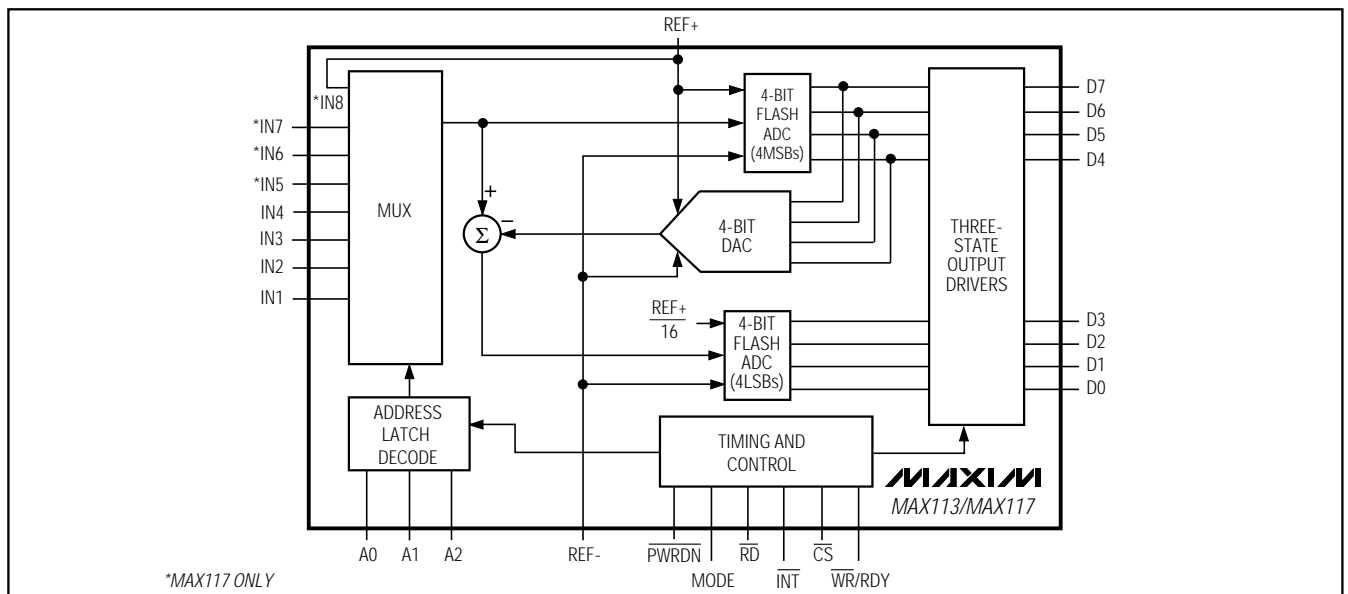 REF+
*IN8
*IN7
*IN6
*IN5
IN4
IN3
IN2
IN1
MUX
+
−
Σ
4-BIT
FLASH
ADC
(4MSBs)
4-BIT
DAC
REF+
16
4-BIT
FLASH
ADC
(4LSBs)
THREE-
STATE
OUTPUT
DRIVERS
D7
D6
D5
D4
D3
D2
D1
D0
ADDRESS
LATCH
DECODE
TIMING AND
CONTROL
MAXIM
MAX113/MAX117
A0 A1 A2 REF- PWRDN RD CS
MODE INT WR/RDY
*MAX117 ONLY